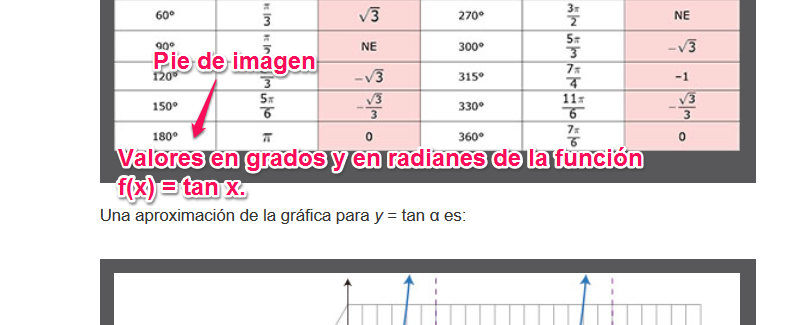 60° π/3 √3 270° 3π/2 NE
90° π/2 NE 300° 5π/3 -√3
Pie de imagen
120° /3 -√3 315° 7π/4 -1
150° 5π/6 -√3/3 330° 11π/6 -√3/3
180° π 0 360° 7π/6 0
Valores en grados y en radianes de la función
f(x) = tan x.
Una aproximación de la gráfica para y = tan α es: